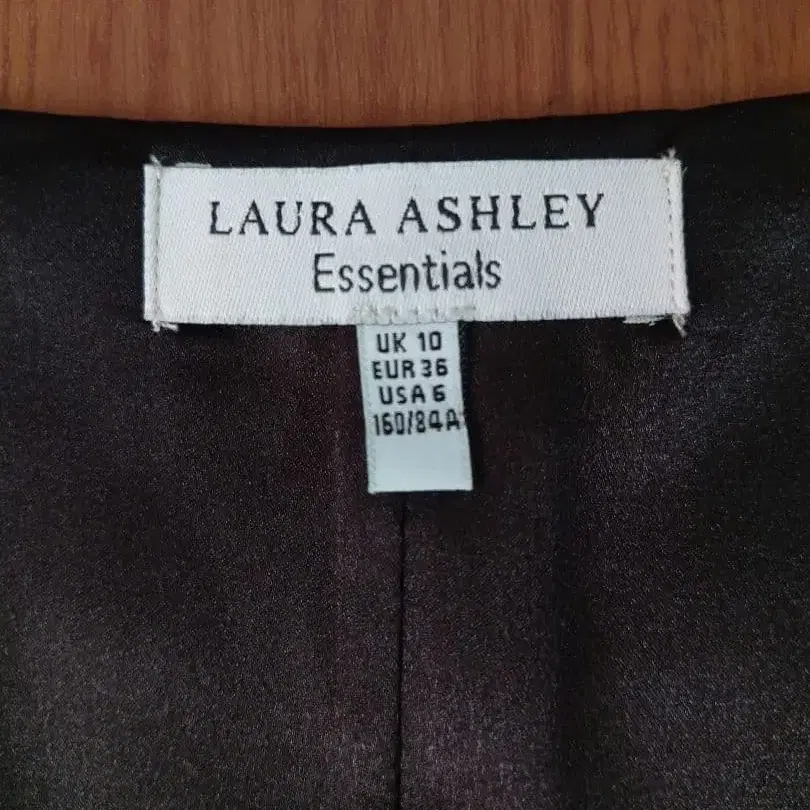 LAURA ASHLEY
Essentials
UK 10
EUR 36
USA 6
160/84A